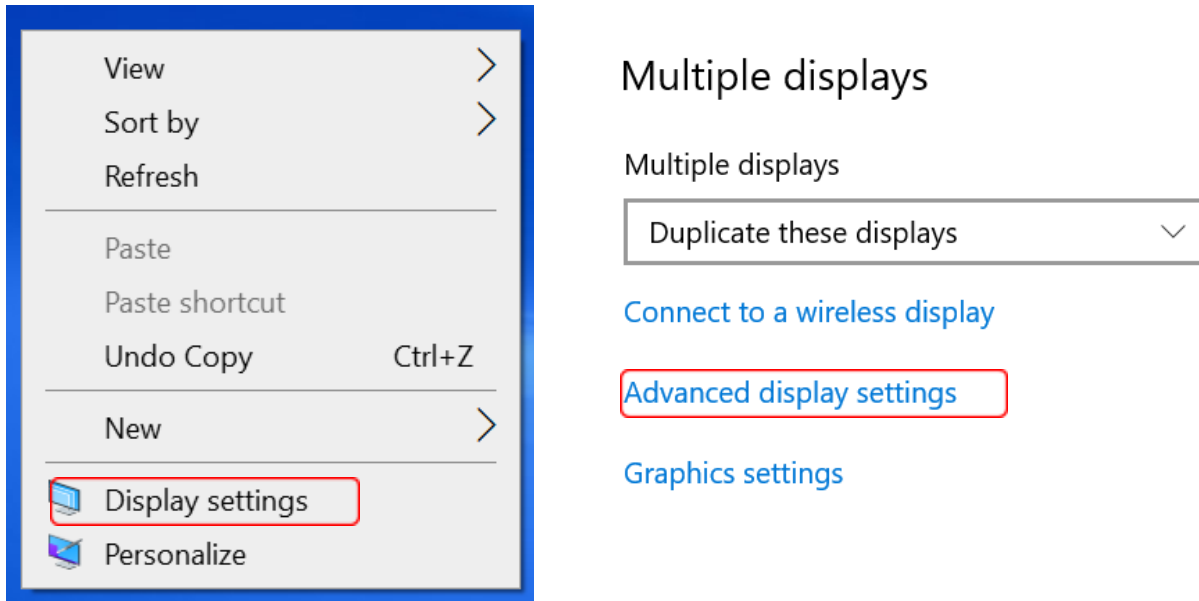 View
Sort by
Refresh
Paste
Paste shortcut
Undo Copy Ctrl+Z
New
Display settings
Personalize
Multiple displays
Multiple displays
Duplicate these displays
Connect to a wireless display
Advanced display settings
Graphics settings